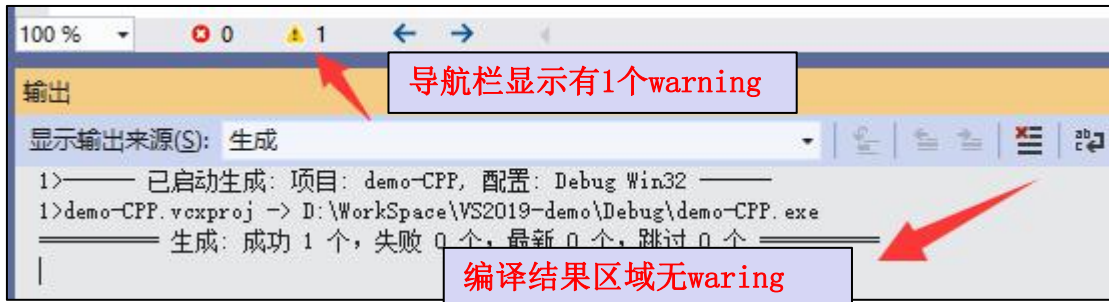 100 % 0 1
导航栏显示有1个warning
输出
显示输出来源(S): 生成
1>—— 已启动生成: 项目: demo-CPP, 配置: Debug Win32 ——
1>demo-CPP.vcxproj -> D:\WorkSpace\VS2019-demo\Debug\demo-CPP.exe
========== 生成: 成功 1 个，失败 0 个，最新 0 个，跳过 0 个 ==========
编译结果区域无waring